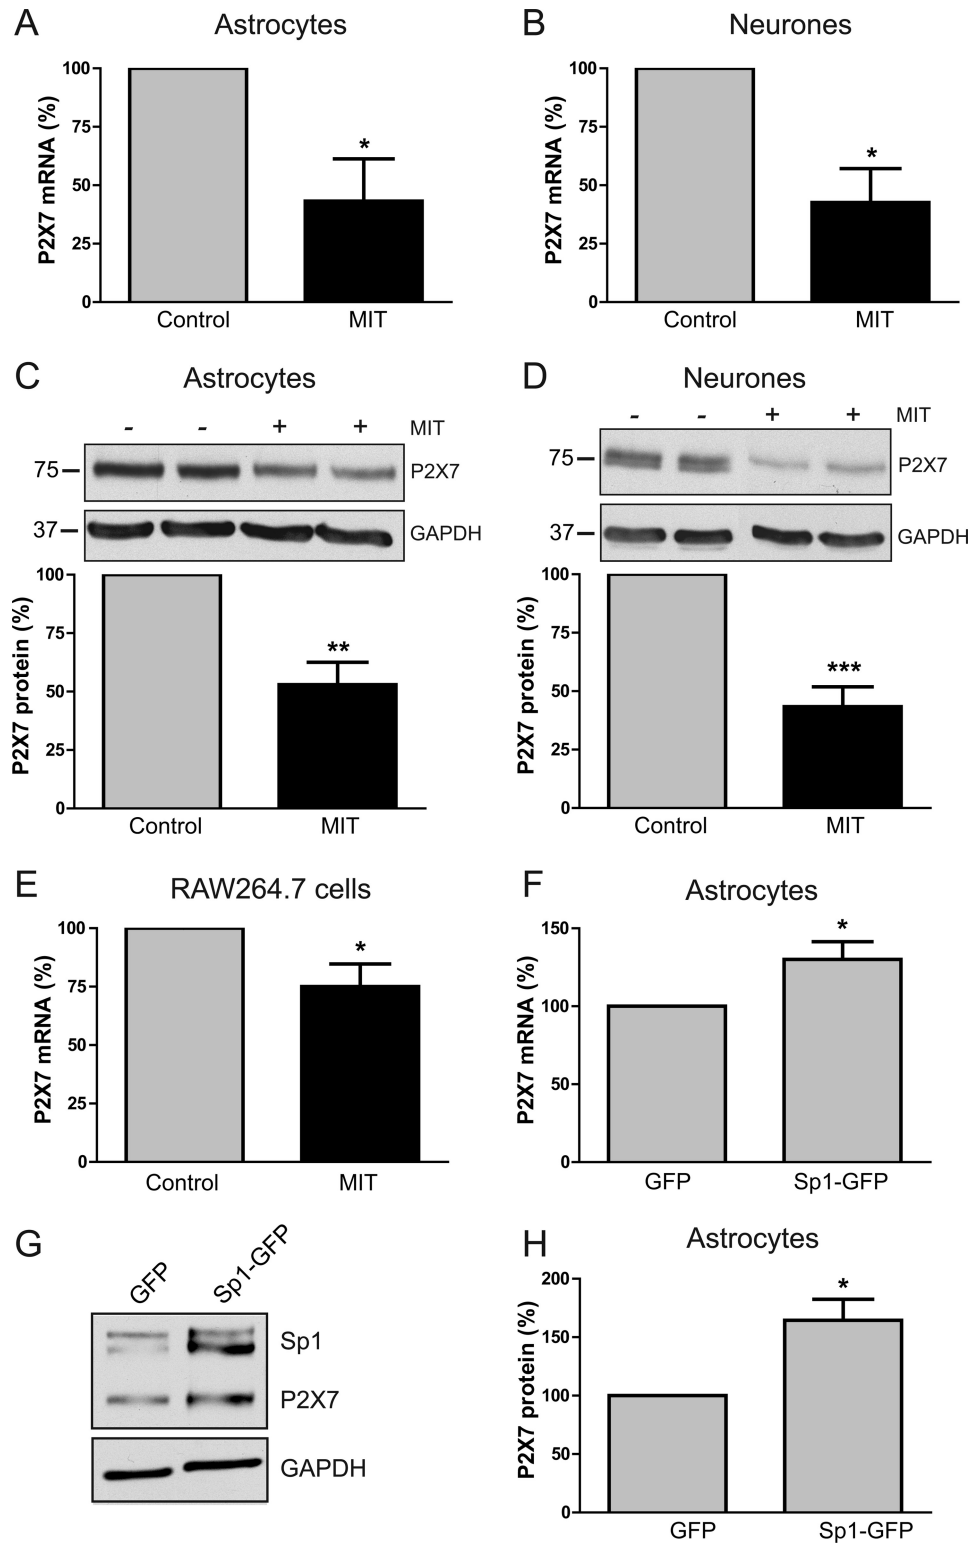 A
Astrocytes
P2X7 mRNA (%)
100
75
50
25
0
*
Control
MIT
B
Neurones
P2X7 mRNA (%)
100
75
50
25
0
*
Control
MIT
C
Astrocytes
- - + + MIT
75 P2X7
37 GAPDH
P2X7 protein (%)
100
75
50
25
0
**
Control
MIT
D
Neurones
- - + + MIT
75 P2X7
37 GAPDH
P2X7 protein (%)
100
75
50
25
0
***
Control
MIT
E
RAW264.7 cells
P2X7 mRNA (%)
100
75
50
25
0
*
Control
MIT
F
Astrocytes
P2X7 mRNA (%)
150
100
50
0
*
GFP
Sp1-GFP
G
GFP
Sp1-GFP
Sp1
P2X7
GAPDH
H
Astrocytes
P2X7 protein (%)
200
150
100
50
0
*
GFP
Sp1-GFP